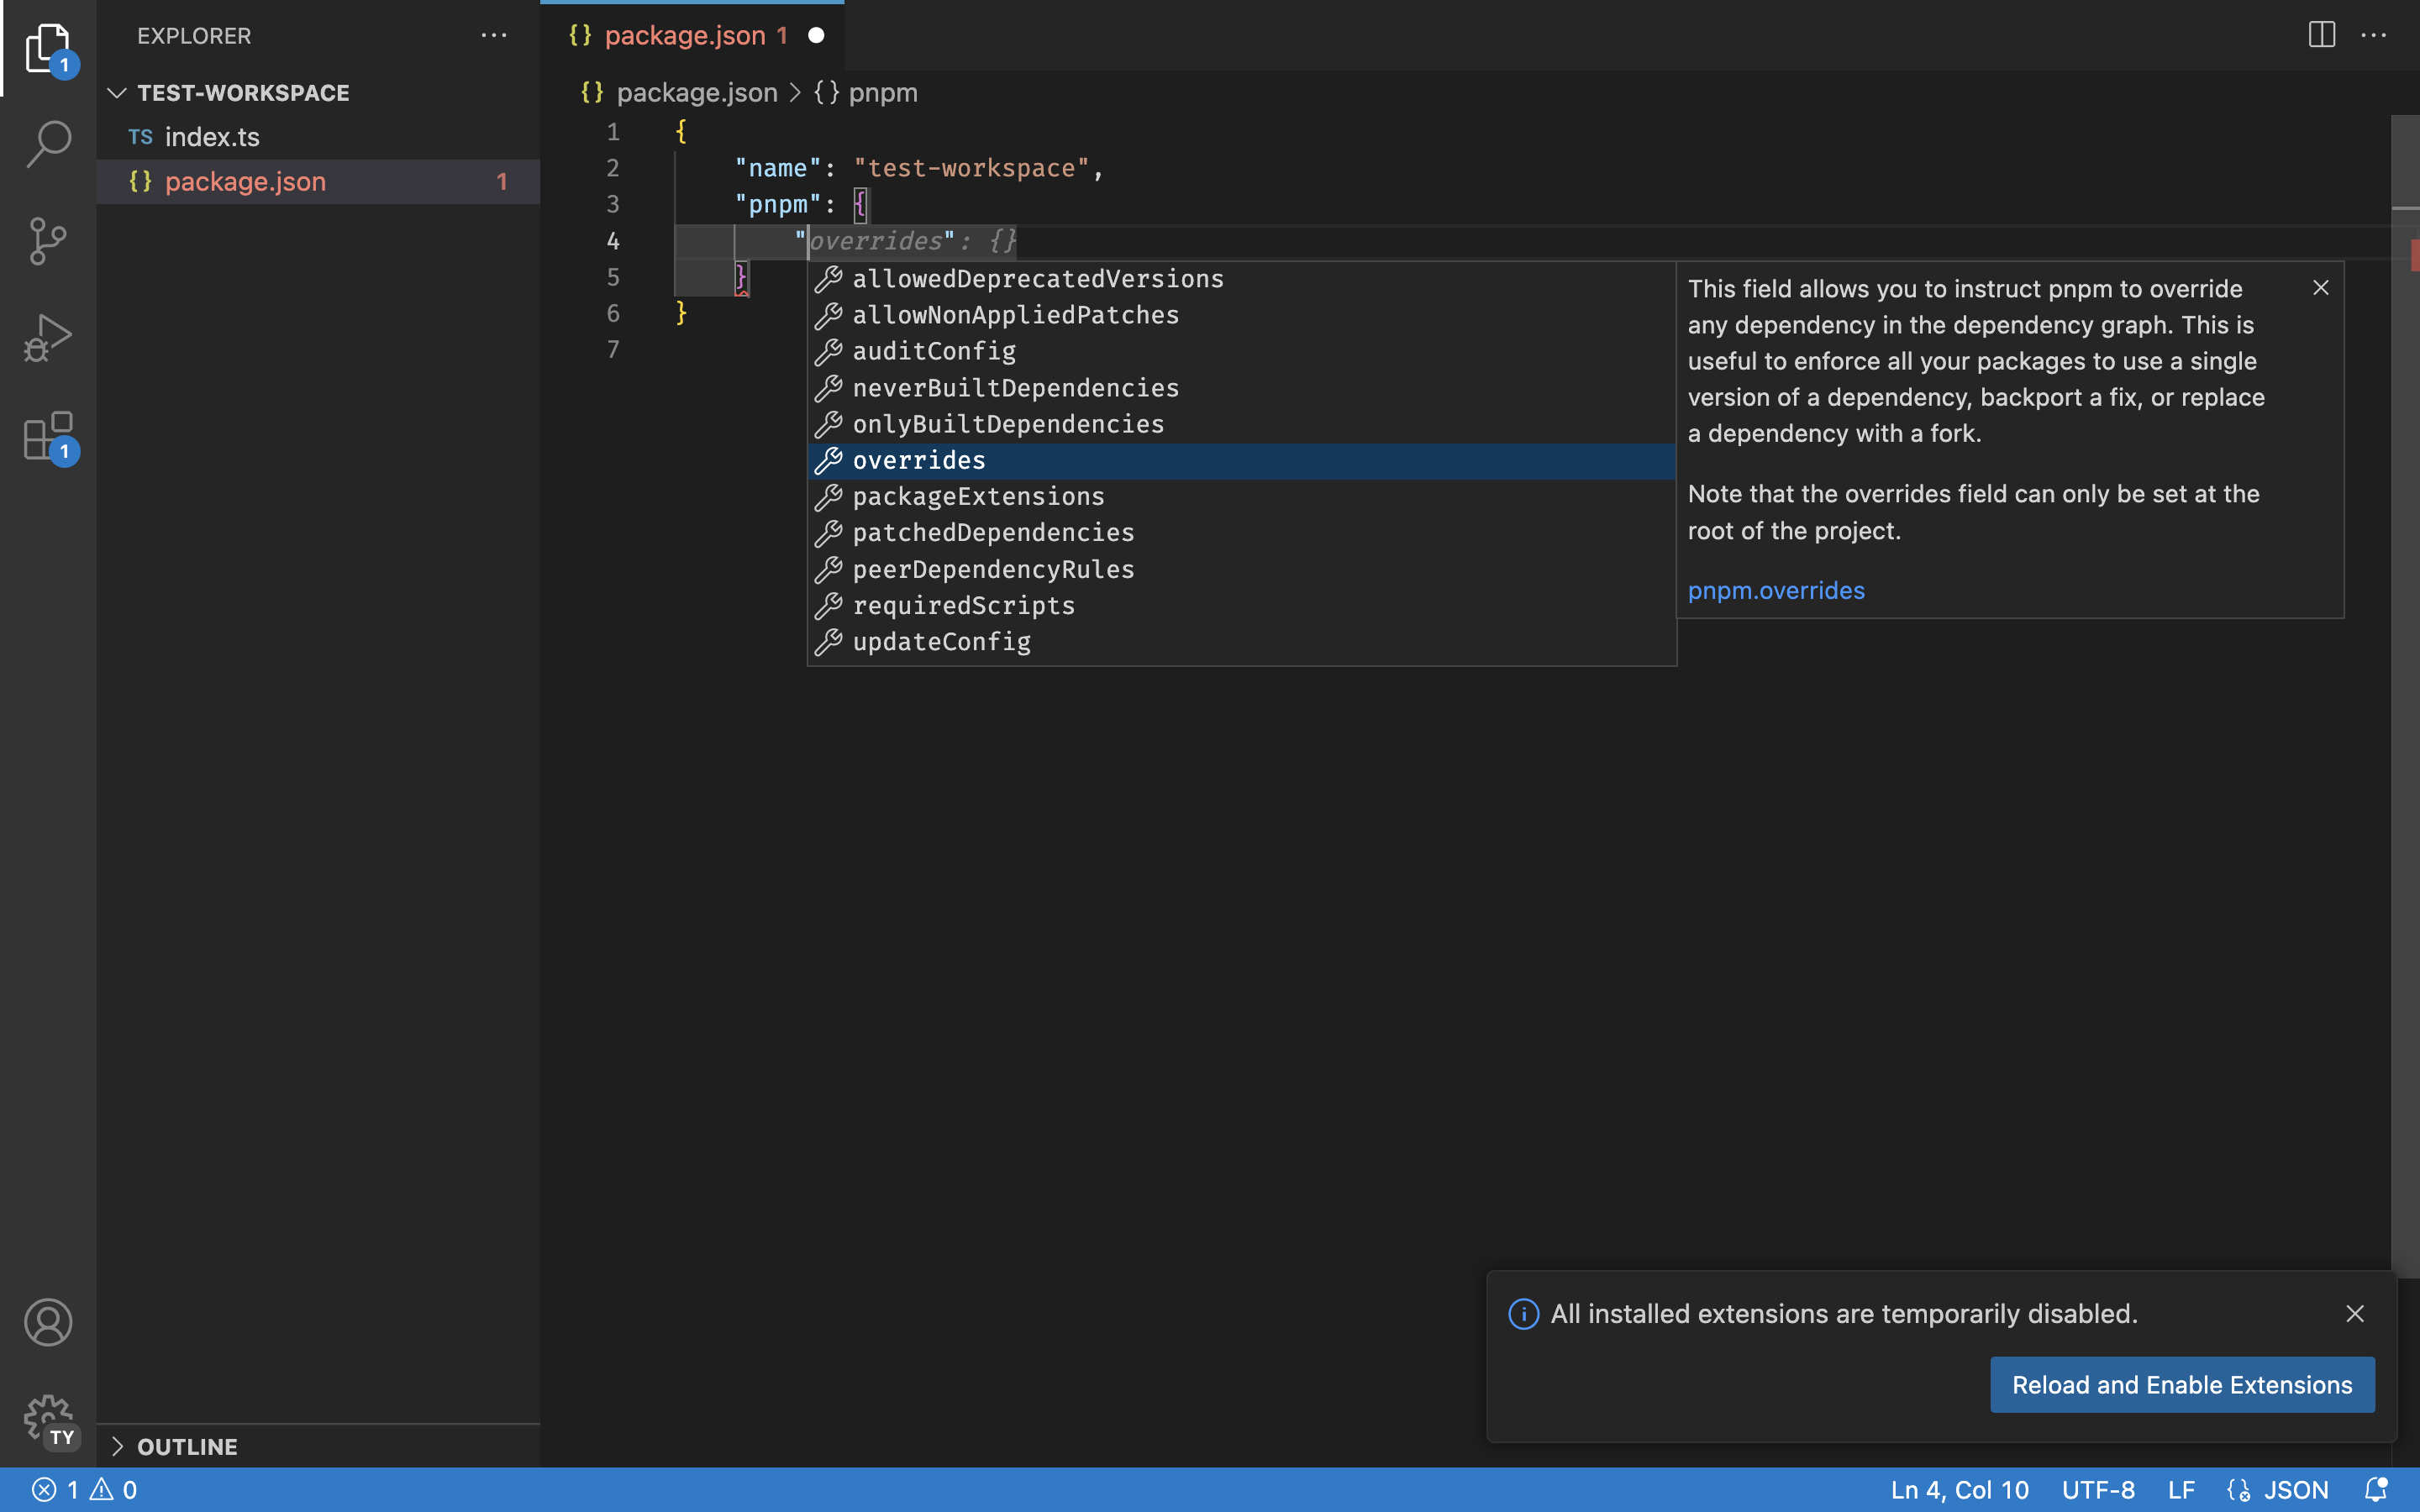 EXPLORER
TEST-WORKSPACE
TS index.ts
{} package.json 1
OUTLINE
1
1
TY
{} package.json 1
{} package.json > {} pnpm
1 {
2 "name": "test-workspace",
3 "pnpm": {
4 "overrides": {}
5 }
6 }
7
allowedDeprecatedVersions
allowNonAppliedPatches
auditConfig
neverBuiltDependencies
onlyBuiltDependencies
overrides
packageExtensions
patchedDependencies
peerDependencyRules
requiredScripts
updateConfig
This field allows you to instruct pnpm to override
any dependency in the dependency graph. This is
useful to enforce all your packages to use a single
version of a dependency, backport a fix, or replace
a dependency with a fork.
Note that the overrides field can only be set at the
root of the project.
pnpm.overrides
All installed extensions are temporarily disabled.
Reload and Enable Extensions
1 0
Ln 4, Col 10 UTF-8 LF {} JSON